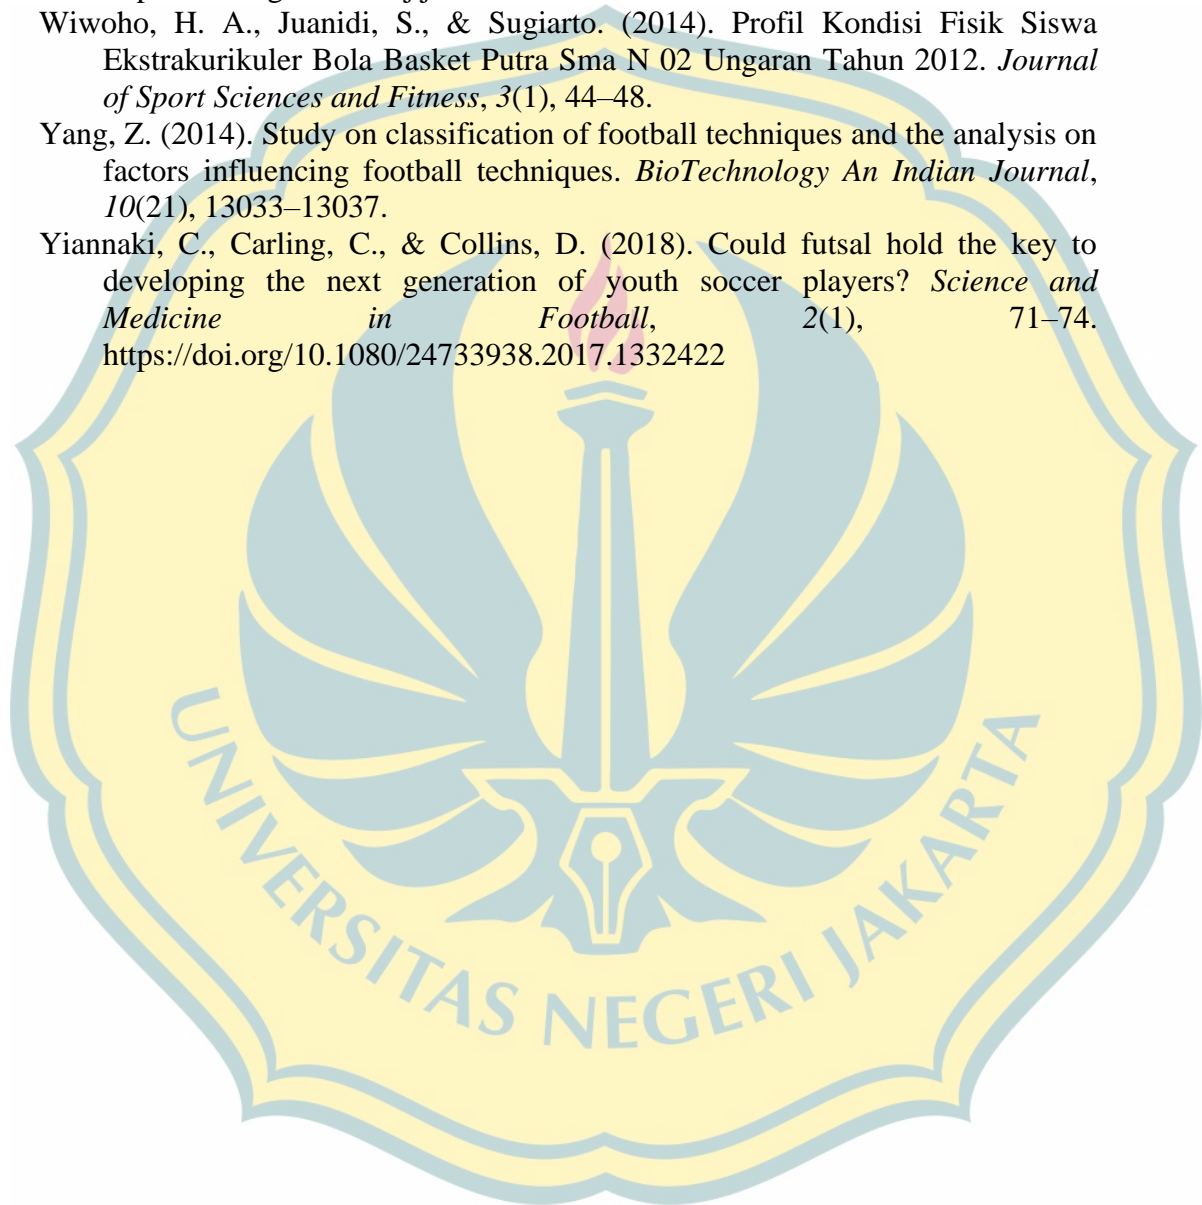 Wiwoho, H. A., Juanidi, S., & Sugiarto. (2014). Profil Kondisi Fisik Siswa
Ekstrakurikuler Bola Basket Putra Sma N 02 Ungaran Tahun 2012. Journal
of Sport Sciences and Fitness, 3(1), 44–48.
Yang, Z. (2014). Study on classification of football techniques and the analysis on
factors influencing football techniques. BioTechnology An Indian Journal,
10(21), 13033–13037.
Yiannaki, C., Carling, C., & Collins, D. (2018). Could futsal hold the key to
developing the next generation of youth soccer players? Science and
Medicine in Football, 2(1), 71–74.
https://doi.org/10.1080/24733938.2017.1332422
UNIVERSITAS NEGERI JAKARTA